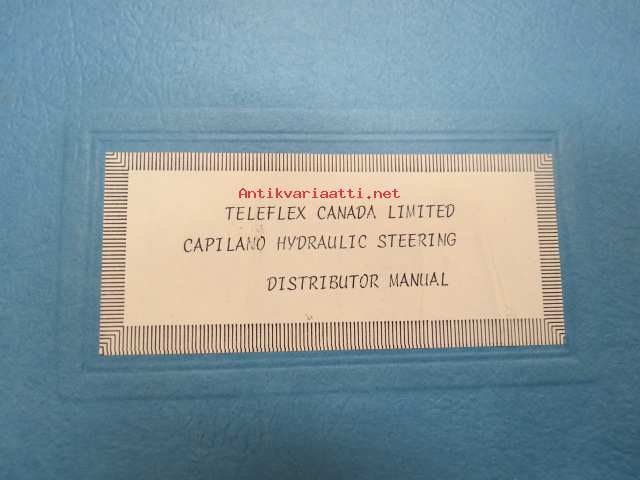 Antikvariaatti.net
TELEFLEX CANADA LIMITED
CAPILANO HYDRAULIC STEERING
DISTRIBUTOR MANUAL